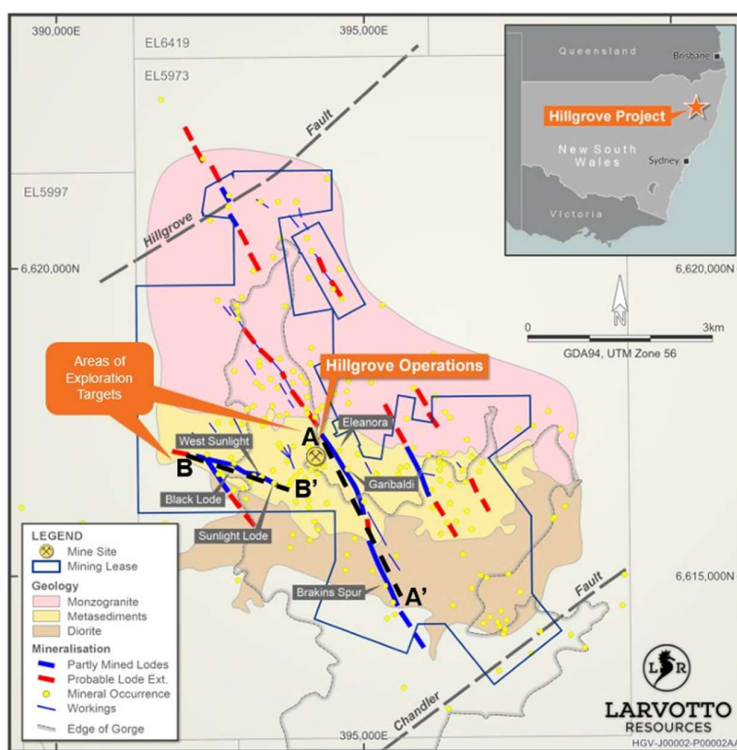 390,000E
395,000E
EL6419
EL5973
EL5997
Queensland
Brisbane
Hillgrove Project
New South
Wales
Sydney
Victoria
Fault
Hillgrove
6,620,000N
6,620,000N
N
0
3km
GDA94, UTM Zone 56
Areas of
Exploration
Targets
Hillgrove Operations
A
Eleanora
West Sunlight
B
Garibaldi
Black Lode
B'
Sunlight Lode
Brakins Spur
A'
6,615,000N
Fault
Chandler
LEGEND
Mine Site
Mining Lease
Geology
Monzogranite
Metasediments
Diorite
Mineralisation
Partly Mined Lodes
Probable Lode Ext.
Mineral Occurrence
Workings
Edge of Gorge
395,000E
L R
LARVOTTO
RESOURCES